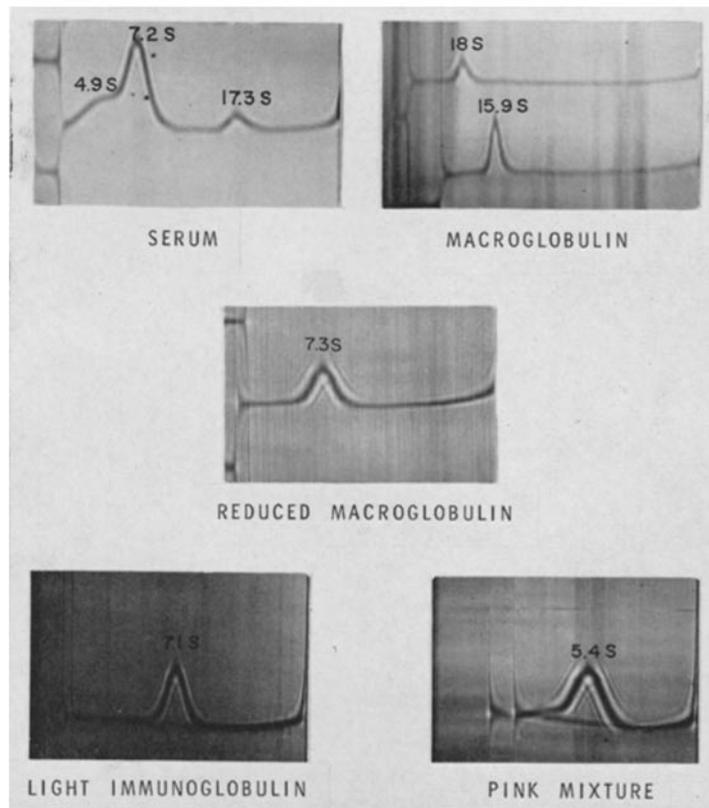 7.2 S
4.9 S
17.3 S
SERUM
18 S
15.9 S
MACROGLOBULIN
7.3 S
REDUCED MACROGLOBULIN
7.1 S
LIGHT IMMUNOGLOBULIN
5.4 S
PINK MIXTURE